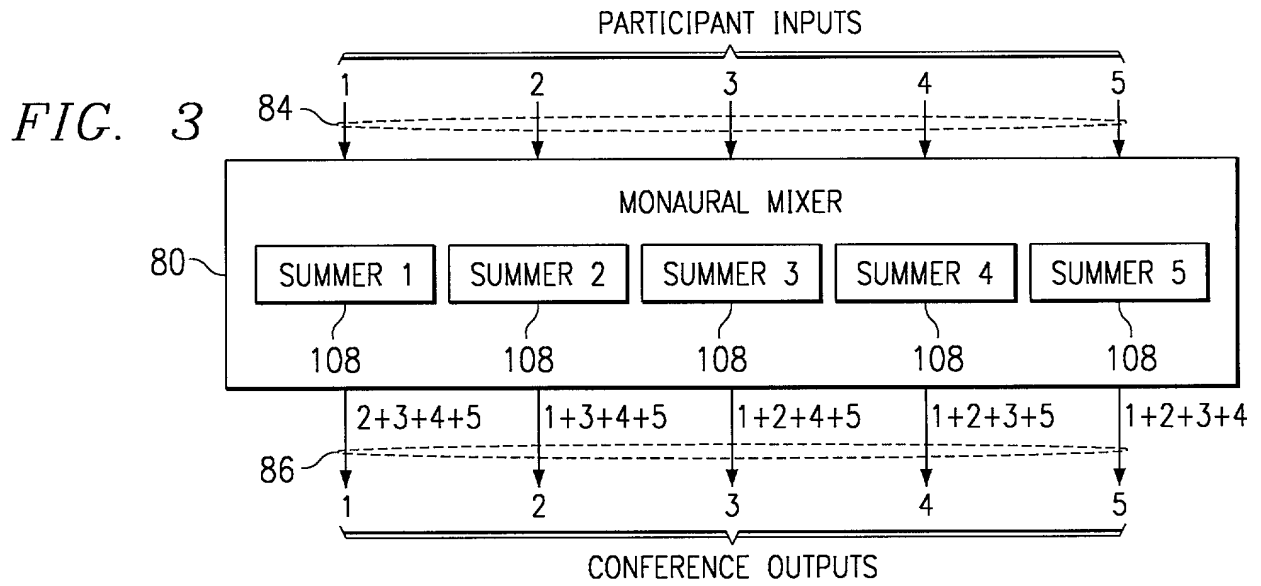 PARTICIPANT INPUTS
1 2 3 4 5
84
FIG. 3
MONAURAL MIXER
80
SUMMER 1 SUMMER 2 SUMMER 3 SUMMER 4 SUMMER 5
108 108 108 108 108
2+3+4+5 1+3+4+5 1+2+4+5 1+2+3+5 1+2+3+4
86
1 2 3 4 5
CONFERENCE OUTPUTS